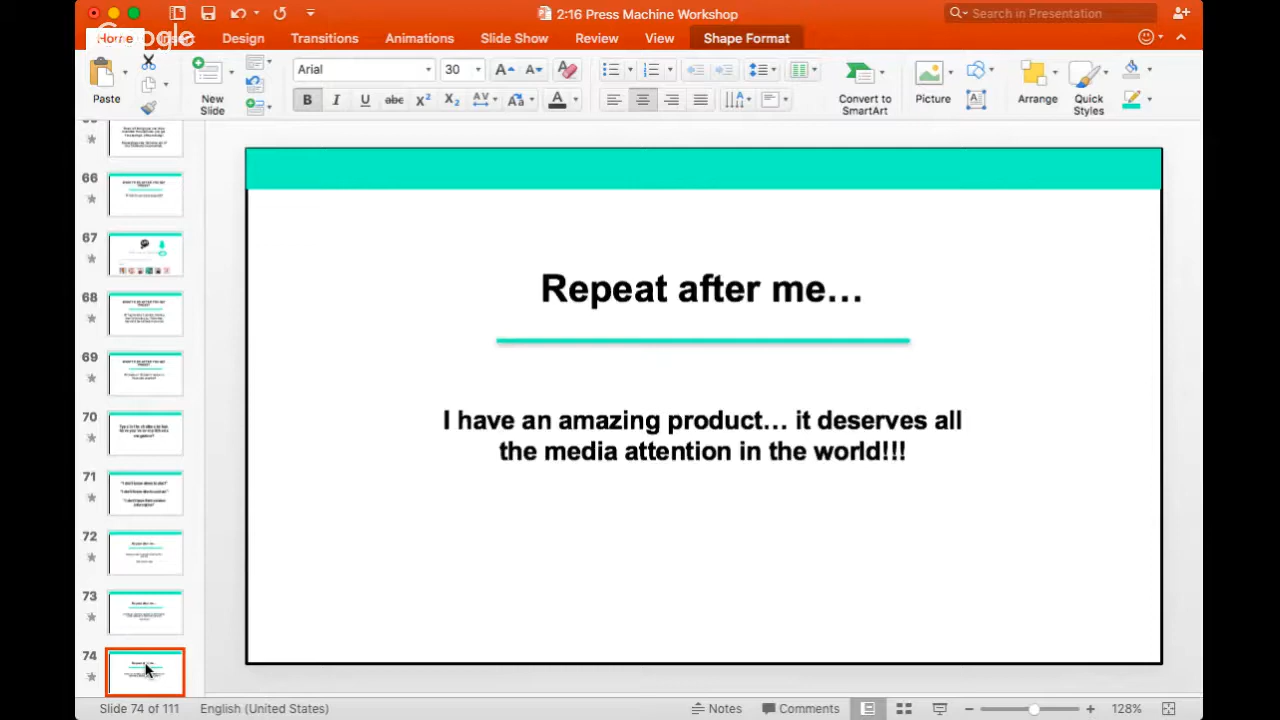 2:16 Press Machine Workshop
Search in Presentation
Google
Home
Design
Transitions
Animations
Slide Show
Review
View
Shape Format
Paste
New
Slide
Arial
30
B
I
U
abc
Convert to
SmartArt
Picture
Arrange
Quick
Styles
66
67
68
69
70
71
72
73
74
Repeat after me...
I have an amazing product... it deserves all
the media attention in the world!!!
Slide 74 of 111
English (United States)
Notes
Comments
128%